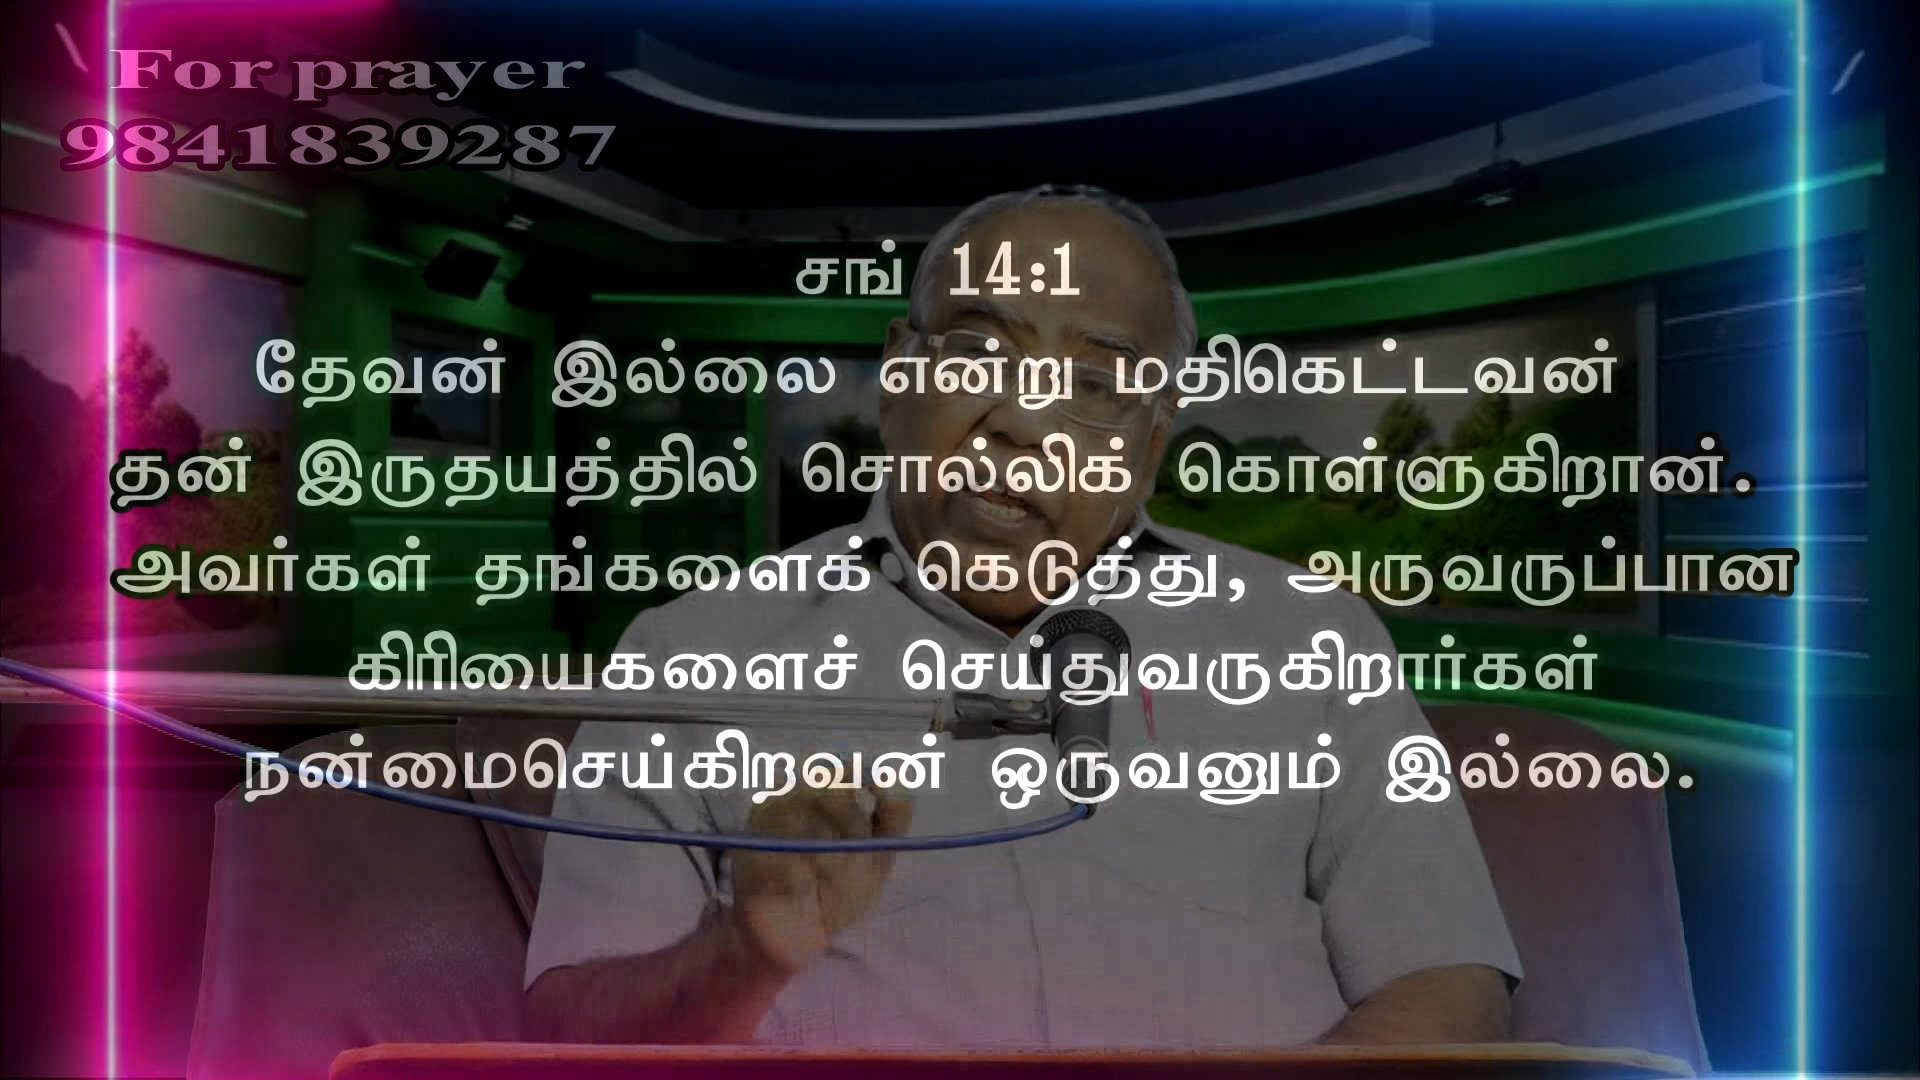 For prayer
9841839287
சங் 14:1
தேவன் இல்லை என்று மதிகெட்டவன்
தன் இருதயத்தில் சொல்லிக் கொள்ளுகிறான்.
அவர்கள் தங்களைக் கெடுத்து, அருவருப்பான
கிரியைகளைச் செய்துவருகிறார்கள்
நன்மைசெய்கிறவன் ஒருவனும் இல்லை.